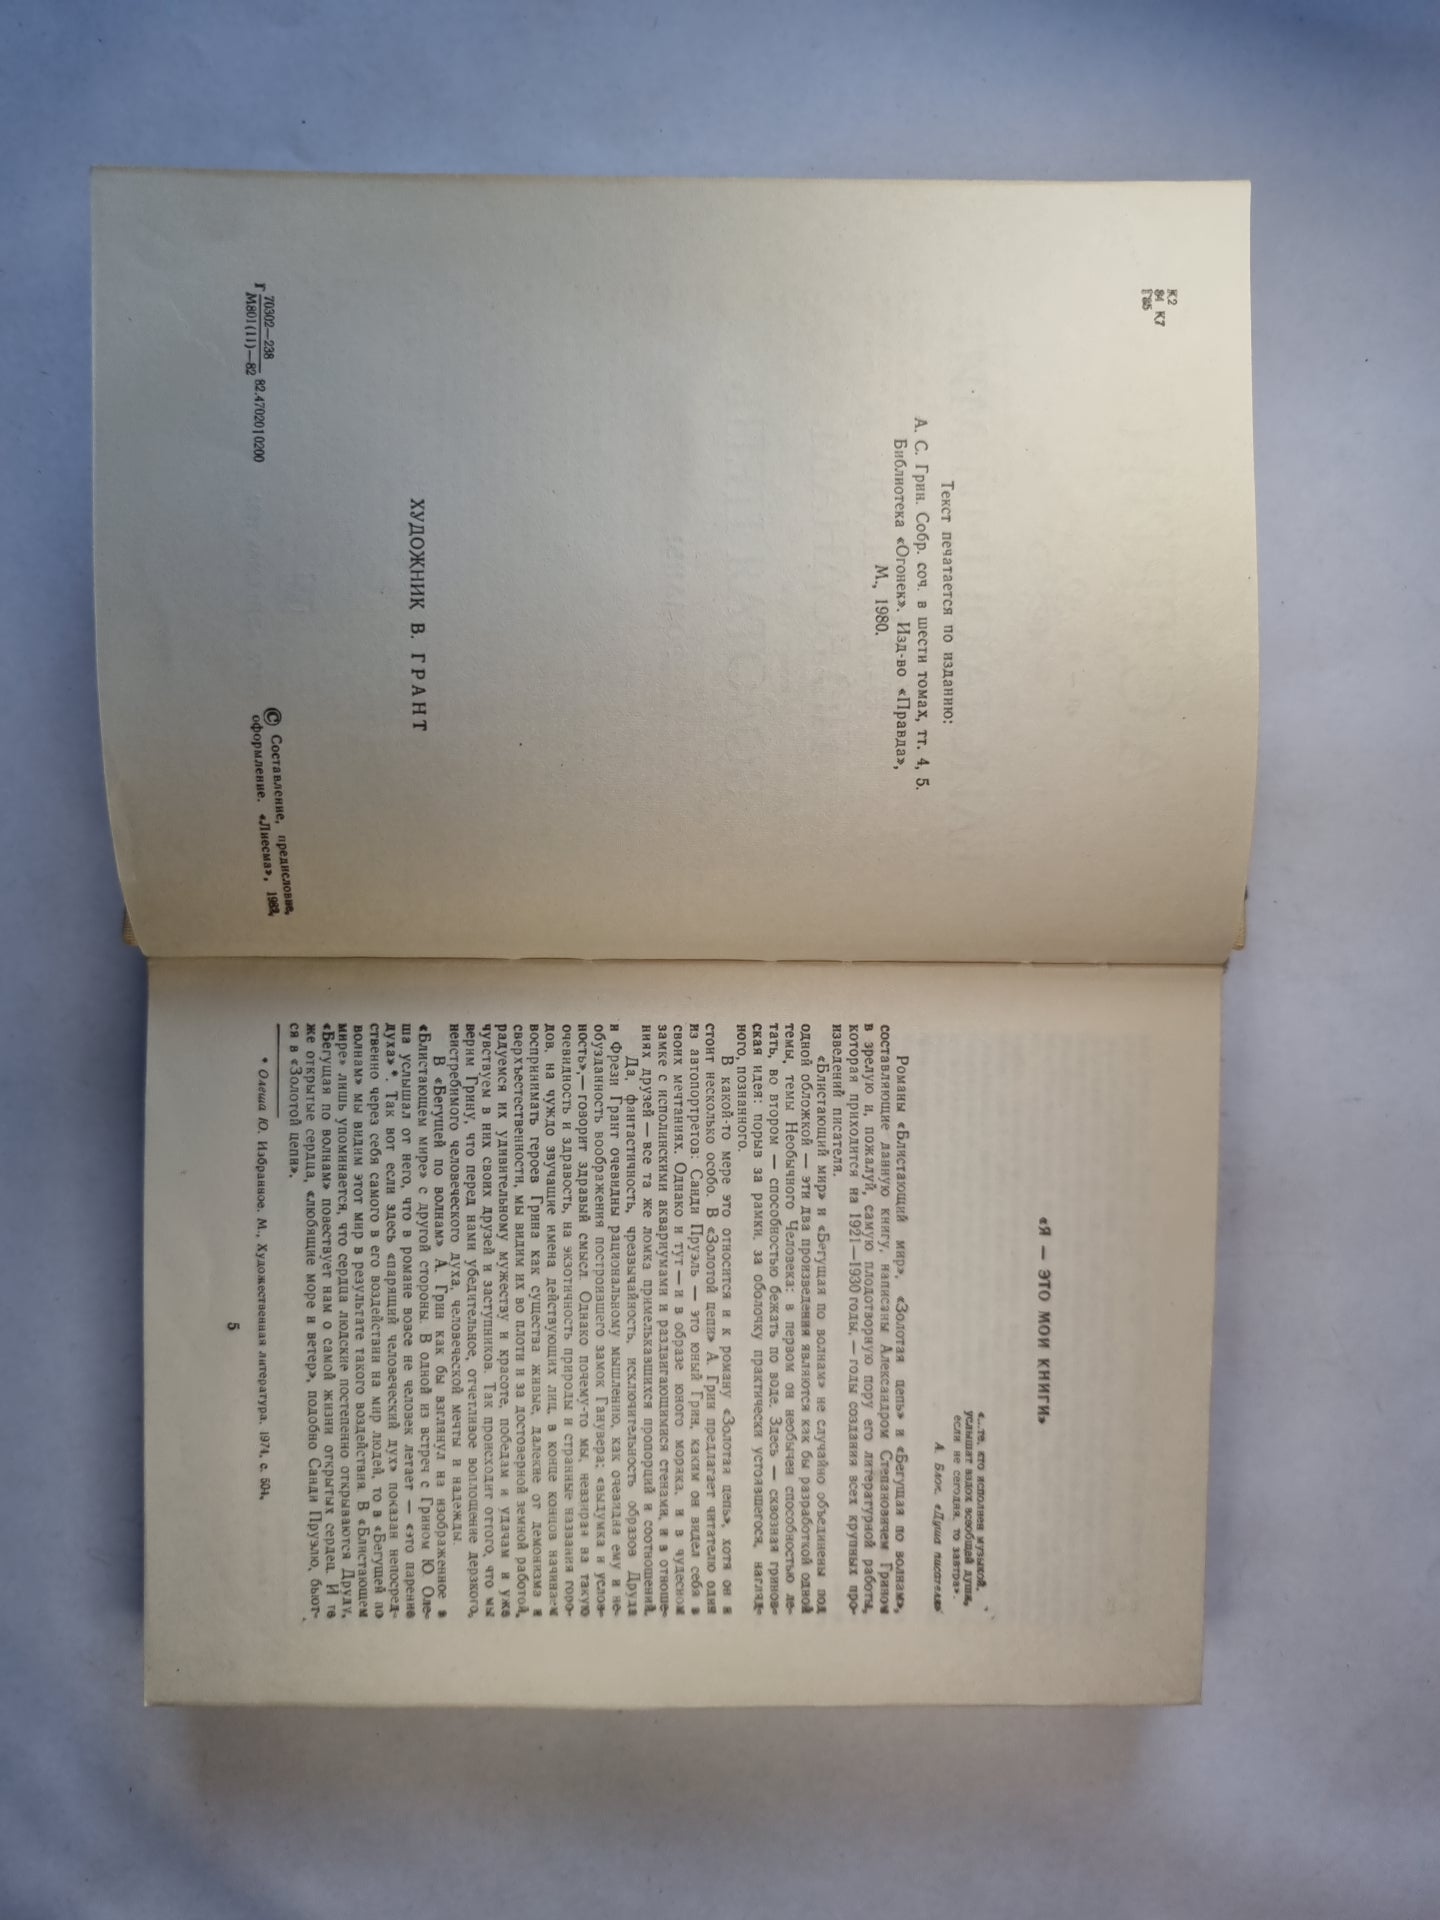 К2
84 К7
Г85
Текст печатается по изданию:
А. С. Грин. Собр. соч. в шести томах, тт. 4, 5.
Библиотека «Огонек». Изд-во «Правда»,
М., 1980.
ХУДОЖНИК В. ГРАНТ
Г 70302—238
М801(11)—82 82.4702010200
© Составление, предисловие,
оформление. «Лиесма», 1982.
«Я — ЭТО МОИ КНИГИ»
«...те, кто исполнен музыкой,
услышат вздох всеобщей души,
если не сегодня, то завтра».
А. Блок. «Душа писателя»
Романы «Блистающий мир», «Золотая цепь» и «Бегущая по волнам»,
составляющие данную книгу, написаны Александром Степановичем Грином
в зрелую и, пожалуй, самую плодотворную пору его литературной работы,
которая приходится на 1921—1930 годы, — годы создания всех крупных про-
изведений писателя.
«Блистающий мир» и «Бегущая по волнам» не случайно объединены под
одной обложкой — эти два произведения являются как бы разработкой одной
темы, темы Необычного Человека: в первом он необычен способностью ле-
тать, во втором — способностью бежать по воде. Здесь — сквозная гринов-
ская идея: порыв за рамки, за оболочку практически устоявшегося, нагляд-
ного, познанного.
В какой-то мере это относится и к роману «Золотая цепь», хотя он и
стоит несколько особо. В «Золотой цепи» А. Грин предлагает читателю один
из автопортретов: Санди Пруэль — это юный Грин, каким он видел себя в
своих мечтаниях. Однако и тут — и в образе юного моряка, и в чудесном
замке с исполинскими аквариумами и раздвигающимися стенами, и в отноше-
ниях друзей — все та же ломка примелькавшихся пропорций и соотношений.
Да, фантастичность, чрезвычайность, исключительность образов Друда
и Фрези Грант очевидны рациональному мышлению, как очевидна ему и не-
обузданность воображения построившего замок Ганувера; «выдумка и услов-
ность»,— говорит здравый смысл. Однако почему-то мы, невзирая на такую
очевидность и здравость, на экзотичность природы и странные названия горо-
дов, на чуждо звучащие имена действующих лиц, в конце концов начинаем
воспринимать героев Грина как существа живые, далекие от демонизма и
сверхъестественности, мы видим их во плоти и за достоверной земной работой,
радуемся их удивительному мужеству и красоте, победам и удачам и уже
чувствуем в них своих друзей и заступников. Так происходит оттого, что мы
верим Грину, что перед нами убедительное, отчетливое воплощение дерзкого,
неистребимого человеческого духа, человеческой мечты и надежды.
В «Бегущей по волнам» А. Грин как бы взглянул на изображенное в
«Блистающем мире» с другой стороны. В одной из встреч с Грином Ю. Оле-
ша услышал от него, что в романе вовсе не человек летает — «это парение
духа»*. Так вот если здесь «парящий человеческий дух» показан непосред-
ственно через себя самого в его воздействии на мир людей, то в «Бегущей по
волнам» мы видим этот мир в результате такого воздействия. В «Блистающем
мире» лишь упоминается, что сердца людские постепенно открываются Друду,
«Бегущая по волнам» повествует нам о самой жизни открытых сердец. И те
же открытые сердца, «любящие море и ветер», подобно Санди Пруэлю, бьют-
ся в «Золотой цепи».
* Олеша Ю. Избранное. М., Художественная литература, 1974, с. 504.
5